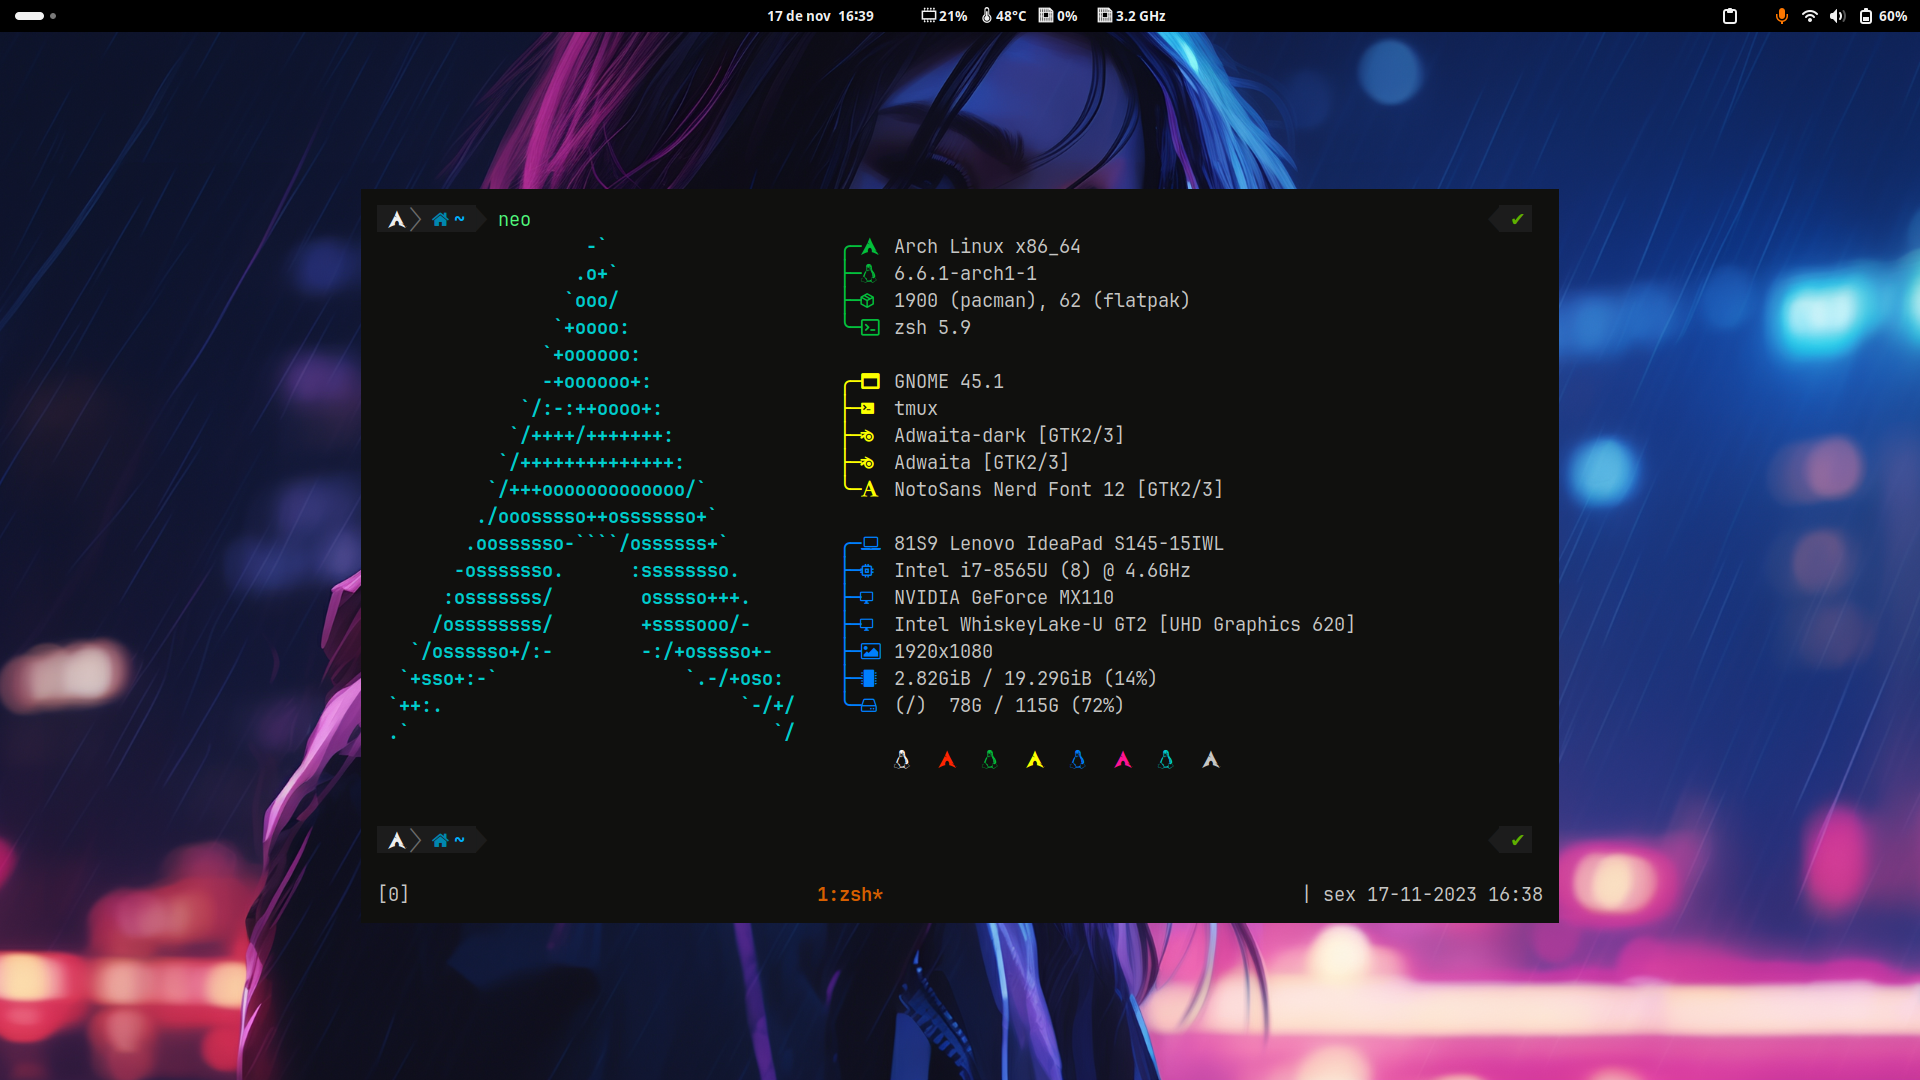 17 de nov 16:39 21% 48°C 0% 3.2 GHz 60%
~ neo ✔
-`
.o+`
`ooo/
`+oooo:
`+oooooo:
-+oooooo+:
`/:-:++oooo+:
`/++++/+++++++:
`/++++++++++++++:
`/+++ooooooooooooo/`
./ooosssso++osssssso+`
.oossssso-````/ossssss+`
-osssssso. :ssssssso.
:osssssss/ osssso+++.
/ossssssss/ +ssssooo/-
`/ossssso+/:- -:/+osssso+-
`+sso+:-` `.-/+oso:
`++:. `-/+/
.` `/
Arch Linux x86_64
6.6.1-arch1-1
1900 (pacman), 62 (flatpak)
zsh 5.9
GNOME 45.1
tmux
Adwaita-dark [GTK2/3]
Adwaita [GTK2/3]
NotoSans Nerd Font 12 [GTK2/3]
81S9 Lenovo IdeaPad S145-15IWL
Intel i7-8565U (8) @ 4.6GHz
NVIDIA GeForce MX110
Intel WhiskeyLake-U GT2 [UHD Graphics 620]
1920x1080
2.82GiB / 19.29GiB (14%)
(/) 78G / 115G (72%)
~ ✔
[0] 1:zsh* | sex 17-11-2023 16:38